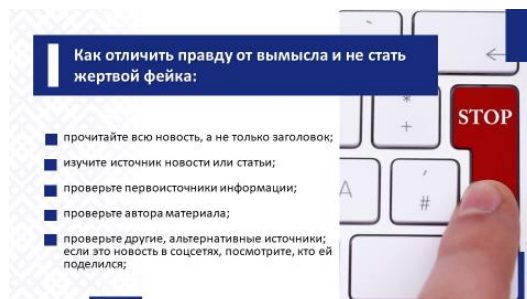 Как отличить правду от вымысла и не стать
жертвой фейка:
прочитайте всю новость, а не только заголовок;
изучите источник новости или статьи;
проверьте первоисточники информации;
проверьте автора материала;
проверьте другие, альтернативные источники;
если это новость в соцсетях, посмотрите, кто ей
поделился;
STOP
*
+
'
#
A